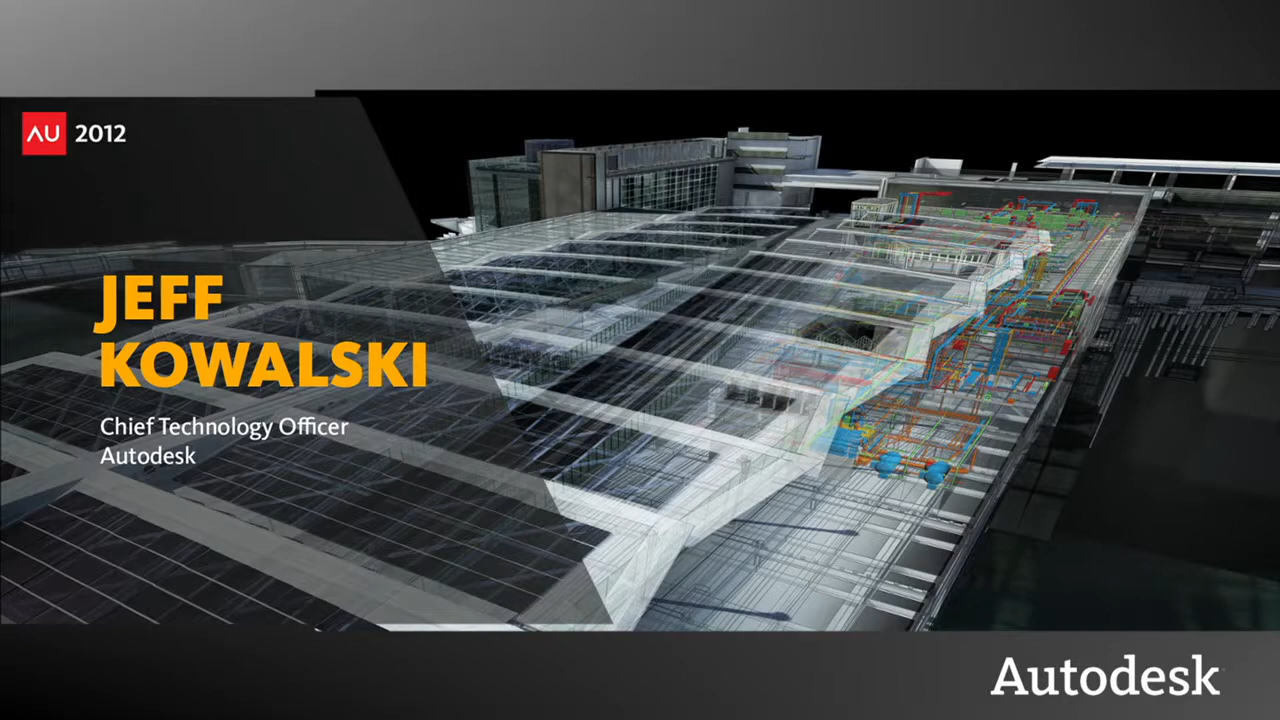 AU 2012
JEFF
KOWALSKI
Chief Technology Officer
Autodesk
Autodesk